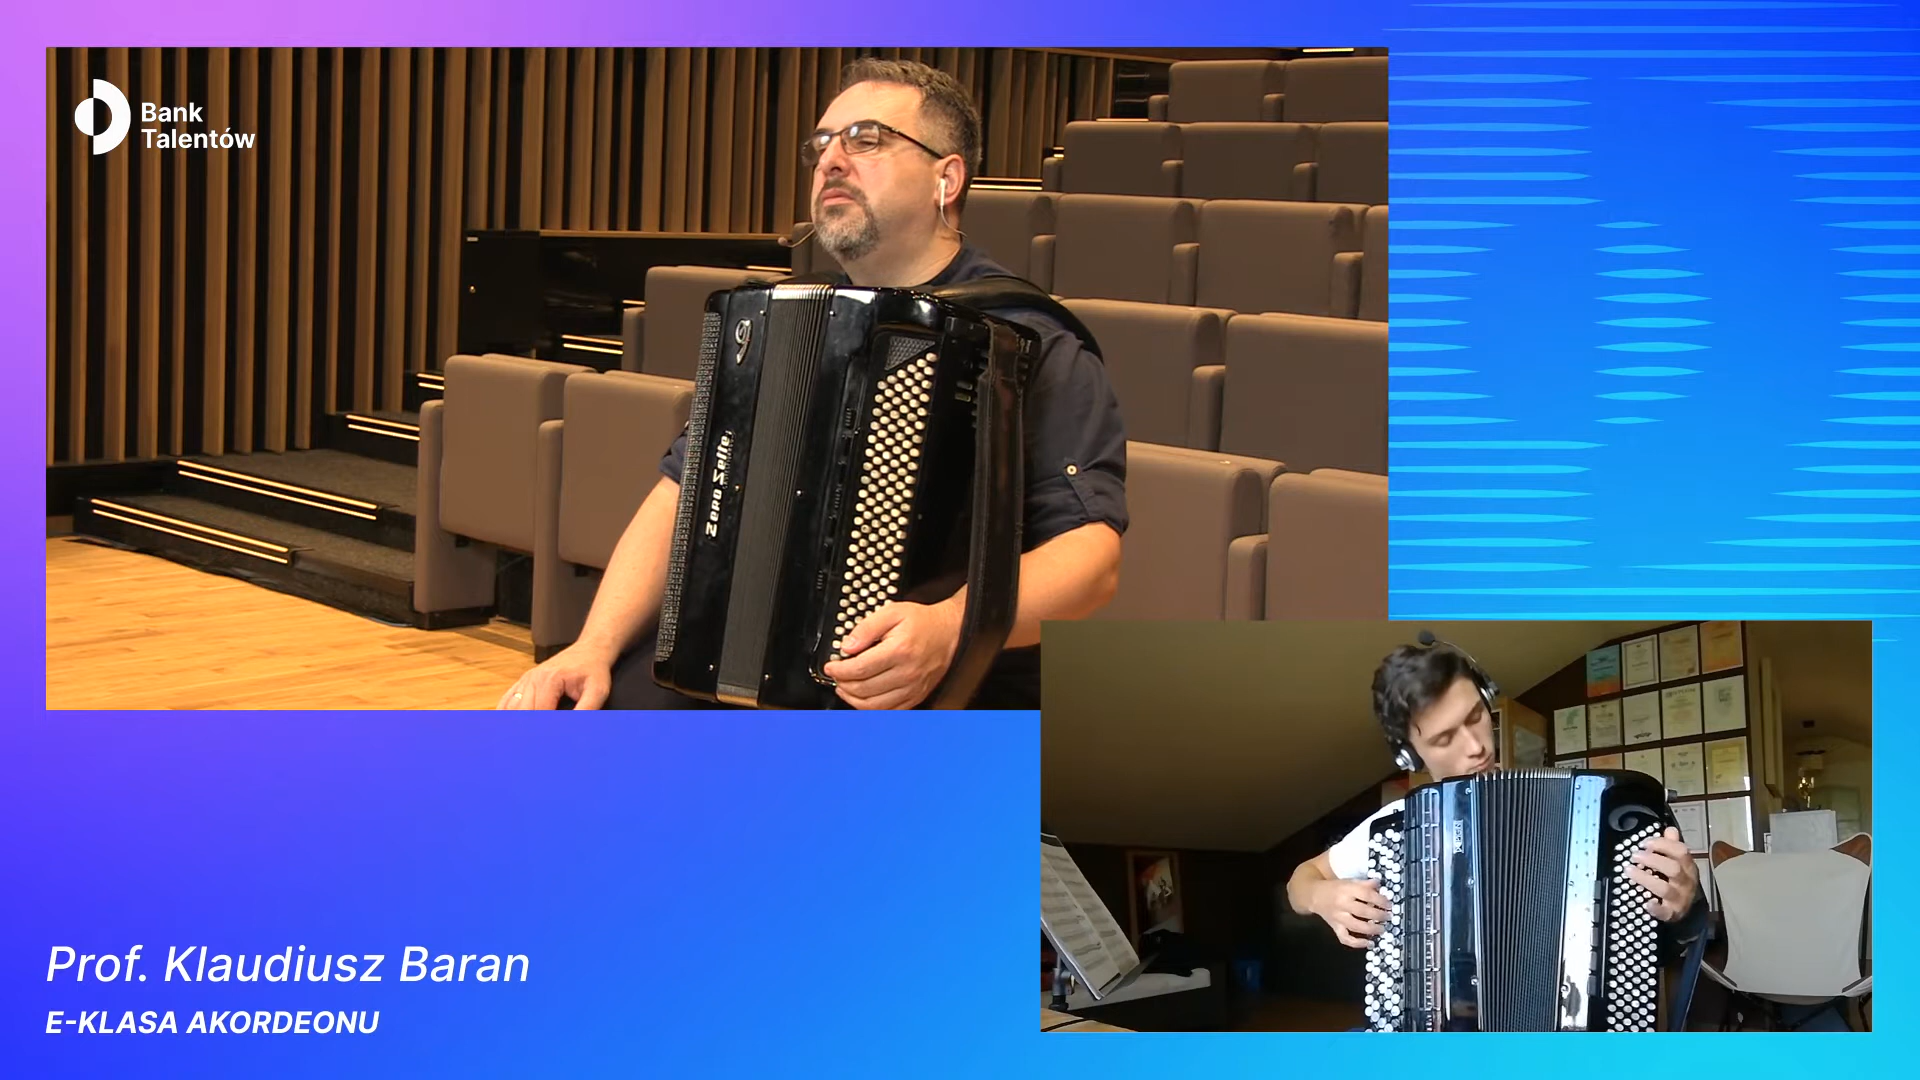 Bank
Talentów
Zero Sette
Prof. Klaudiusz Baran
E-KLASA AKORDEONU